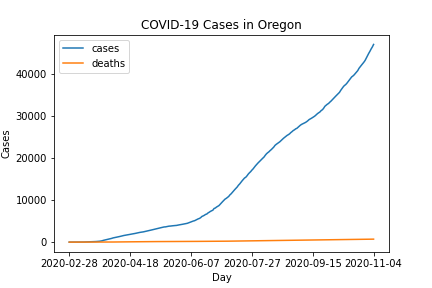 COVID-19 Cases in Oregon
cases
deaths
40000
30000
20000
10000
0
Cases
2020-02-28 2020-04-18 2020-06-07 2020-07-27 2020-09-15 2020-11-04
Day